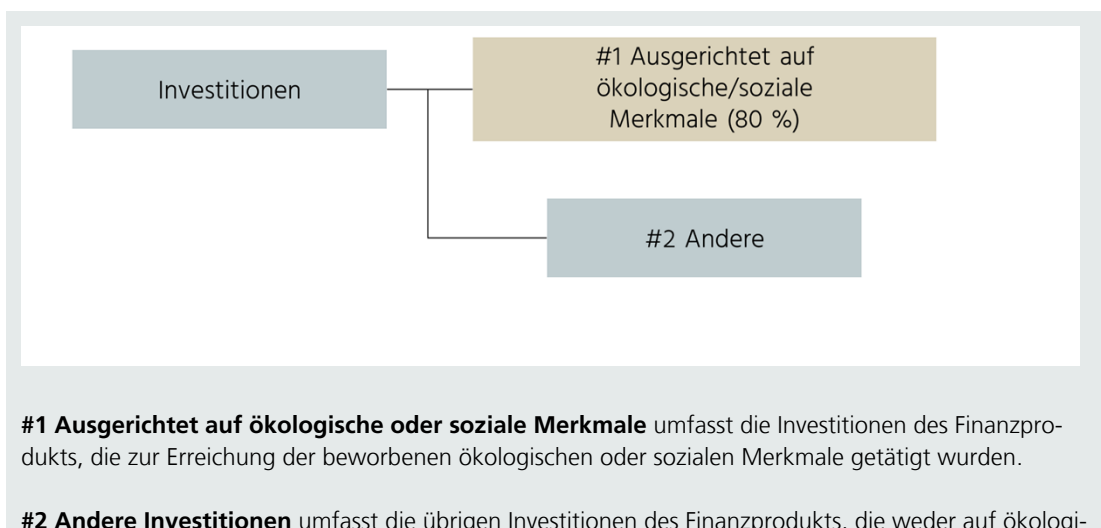 Investitionen
#1 Ausgerichtet auf
ökologische/soziale
Merkmale (80 %)
#2 Andere
#1 Ausgerichtet auf ökologische oder soziale Merkmale umfasst die Investitionen des Finanzpro-
dukts, die zur Erreichung der beworbenen ökologischen oder sozialen Merkmale getätigt wurden.
#2 Andere Investitionen umfasst die übrigen Investitionen des Finanzprodukts, die weder auf ökologi-